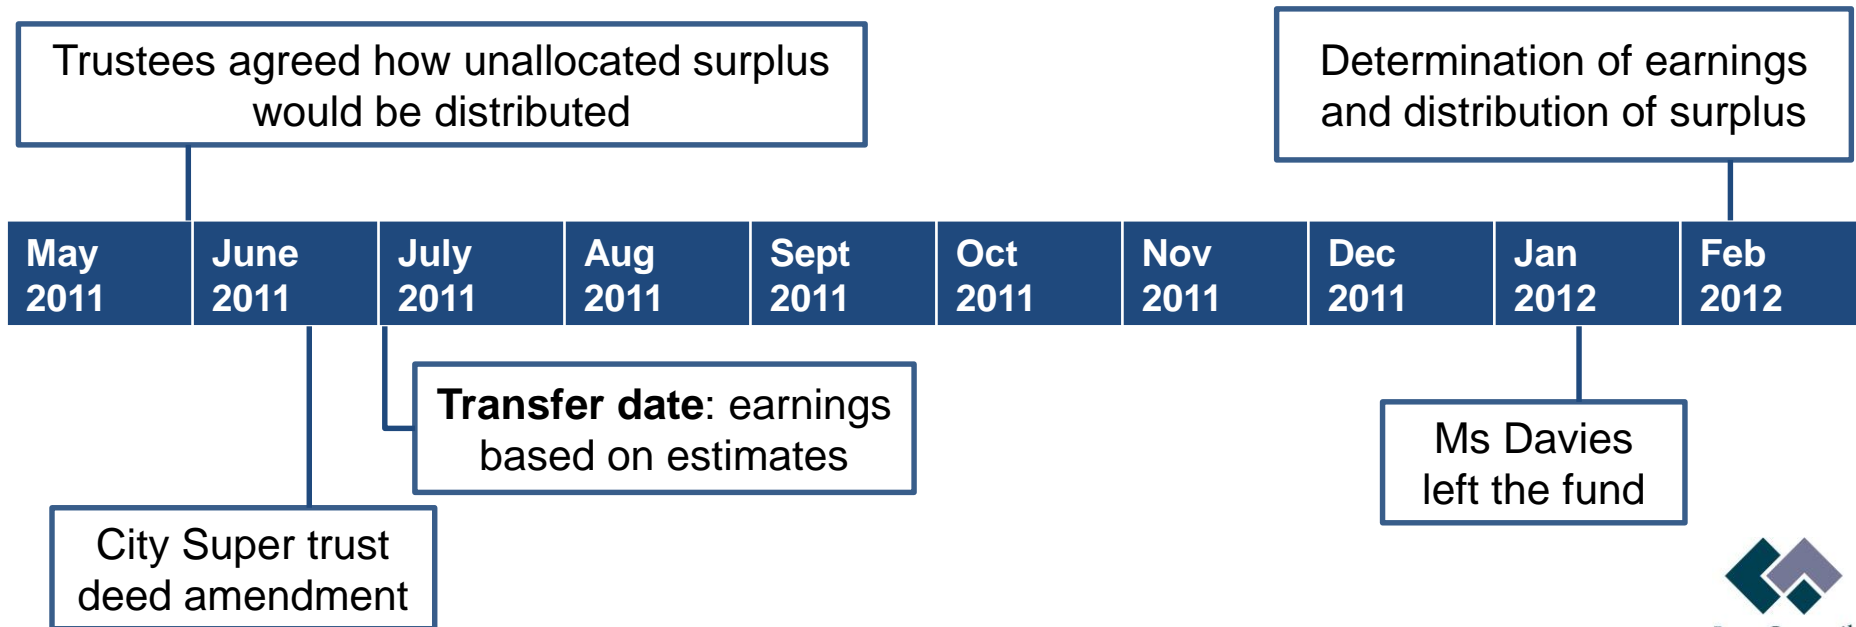 Trustees agreed how unallocated surplus
would be distributed
Determination of earnings
and distribution of surplus
May
2011
June
2011
July
2011
Aug
2011
Sept
2011
Oct
2011
Nov
2011
Dec
2011
Jan
2012
Feb
2012
Transfer date: earnings
based on estimates
Ms Davies
left the fund
City Super trust
deed amendment